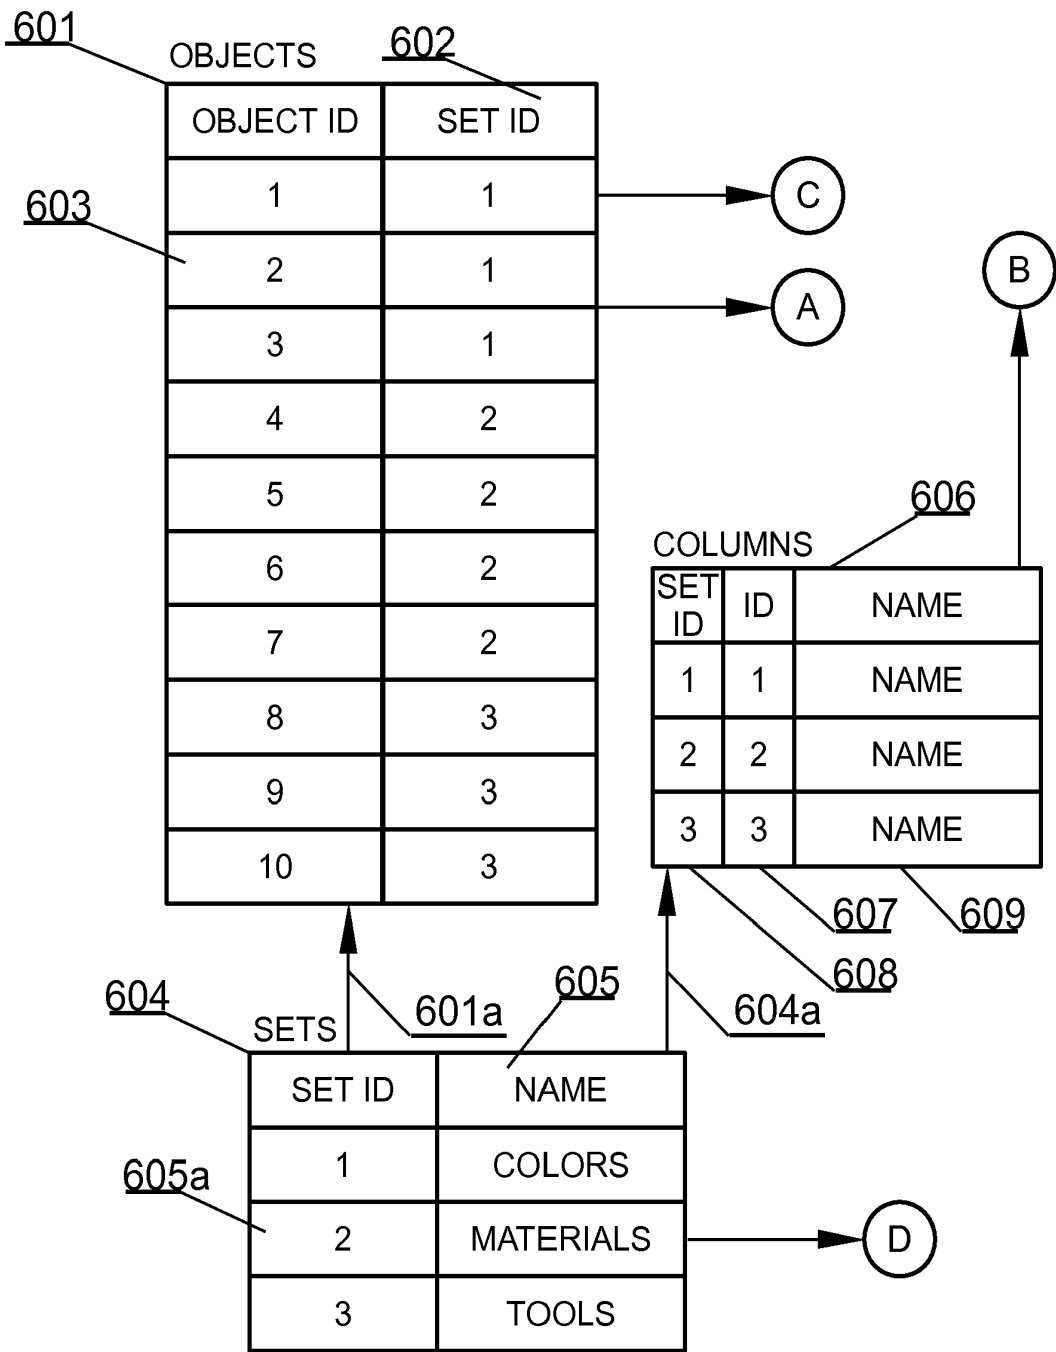 601
602
OBJECTS
OBJECT ID SET ID
1 1
C
603
2 1
B
A
3 1
4 2
5 2
606
6 2
COLUMNS
SET ID ID NAME
7 2
1 1 NAME
8 3
2 2 NAME
9 3
3 3 NAME
10 3
607 609
608
604 605
601a 604a
SETS
SET ID NAME
1 COLORS
605a
2 MATERIALS
D
3 TOOLS